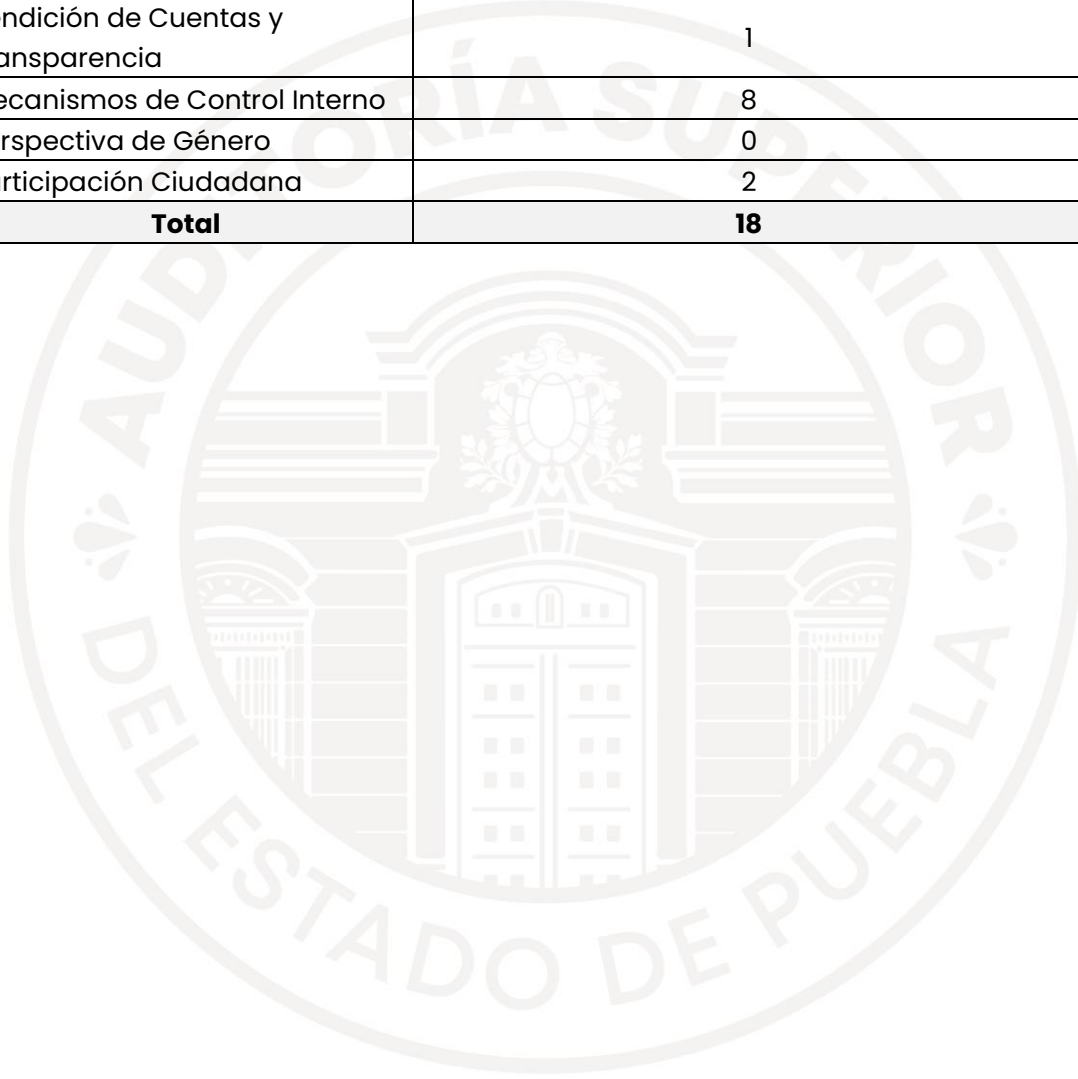 ndición de Cuentas y
ansparencia
1
ecanismos de Control Interno 8
rspectiva de Género 0
rticipación Ciudadana 2
Total 18
AUDITORÍA SUPERIOR
DEL ESTADO DE PUEBLA